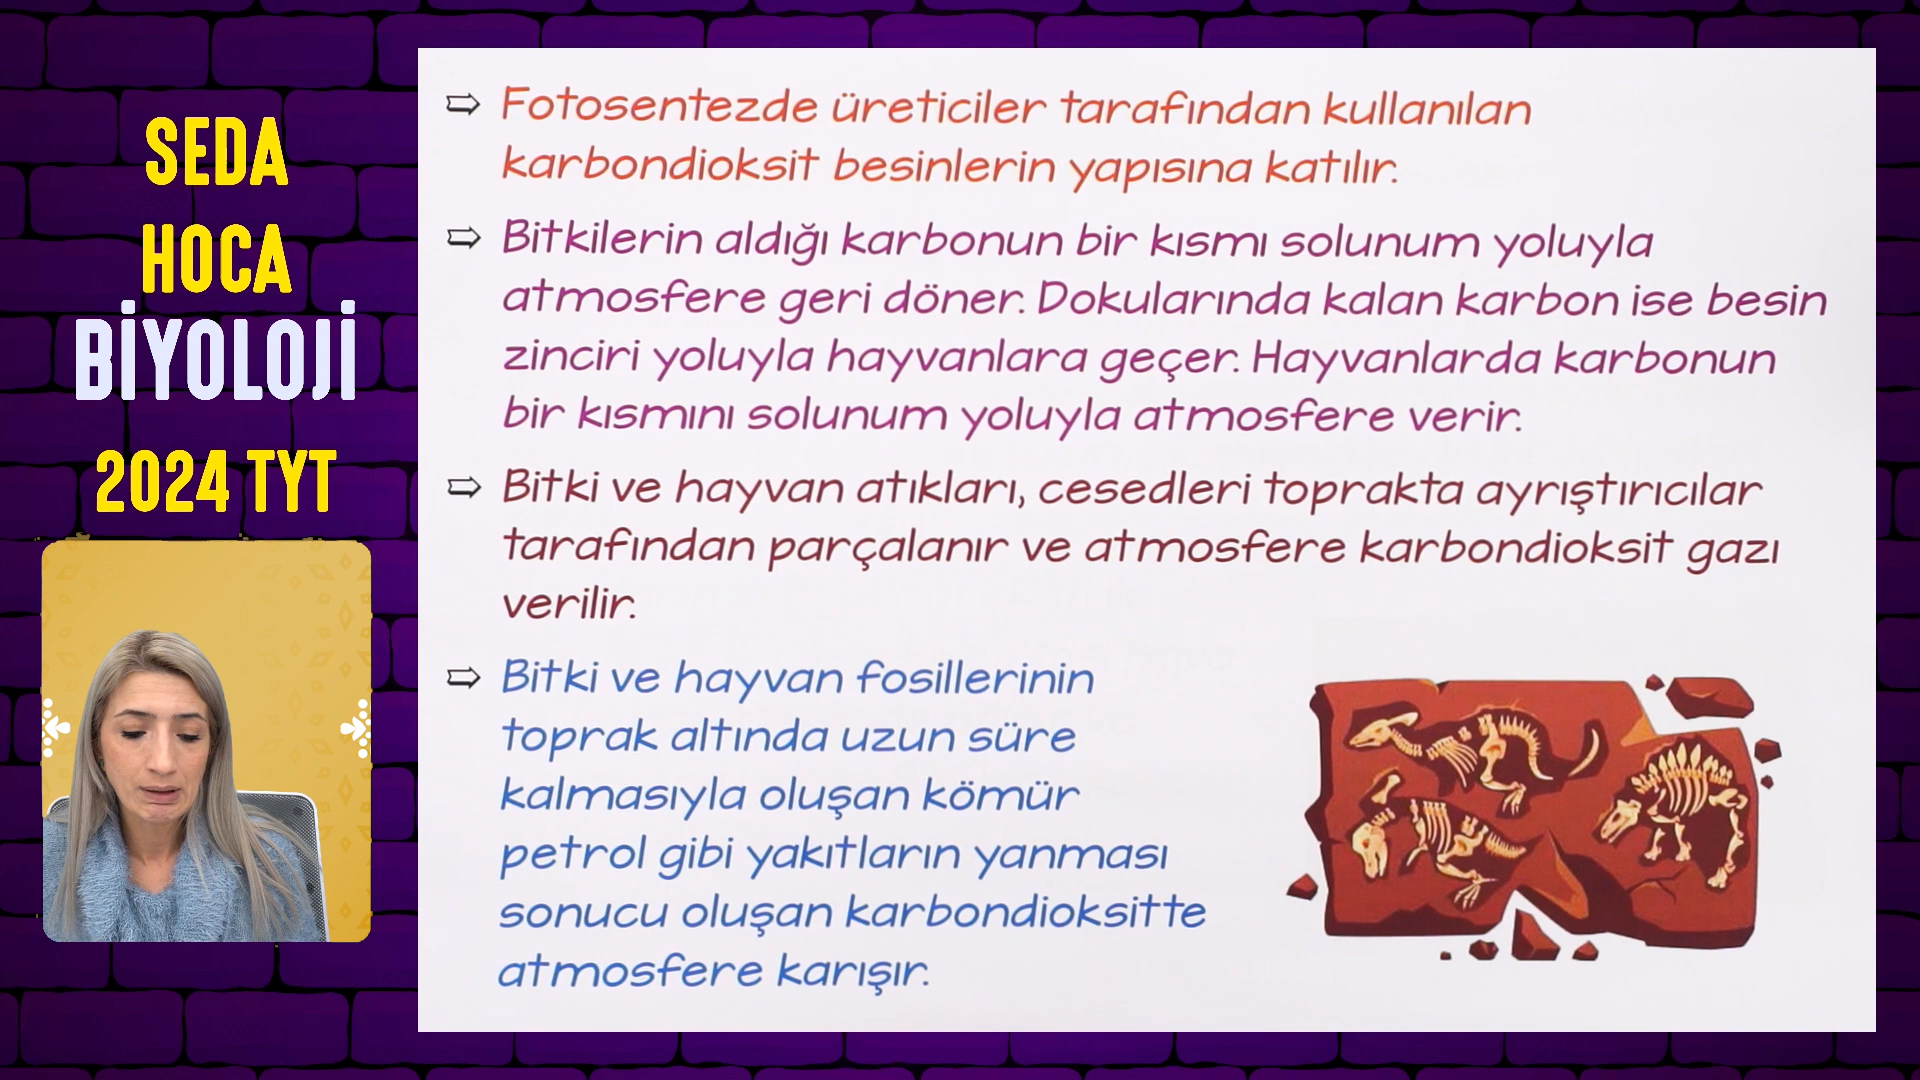 SEDA
HOCA
BİYOLOJİ
2024 TYT
⇨ Fotosentezde üreticiler tarafından kullanılan
karbondioksit besinlerin yapısına katılır.
⇨ Bitkilerin aldığı karbonun bir kısmı solunum yoluyla
atmosfere geri döner. Dokularında kalan karbon ise besin
zinciri yoluyla hayvanlara geçer. Hayvanlarda karbonun
bir kısmını solunum yoluyla atmosfere verir.
⇨ Bitki ve hayvan atıkları, cesedleri toprakta ayrıştırıcılar
tarafından parçalanır ve atmosfere karbondioksit gazı
verilir.
⇨ Bitki ve hayvan fosillerinin
toprak altında uzun süre
kalmasıyla oluşan kömür
petrol gibi yakıtların yanması
sonucu oluşan karbondioksitte
atmosfere karışır.